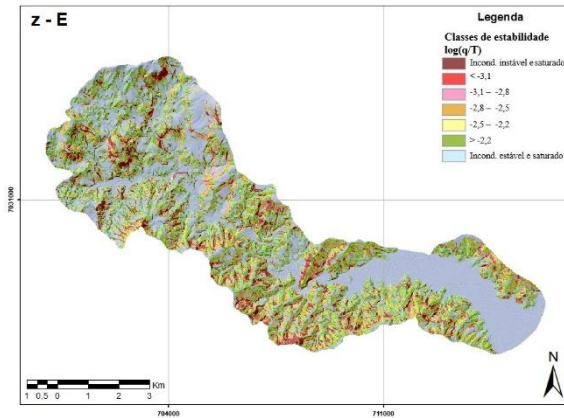 z - E
Legenda
Classes de estabilidade
log(q/T)
Incond. instável e saturado
< -3,1
-3,1 – -2,8
-2,8 – -2,5
-2,5 – -2,2
> -2,2
Incond. estável e saturado
7031000
1 0.5 0 1 2 3 Km
N
704000 711000